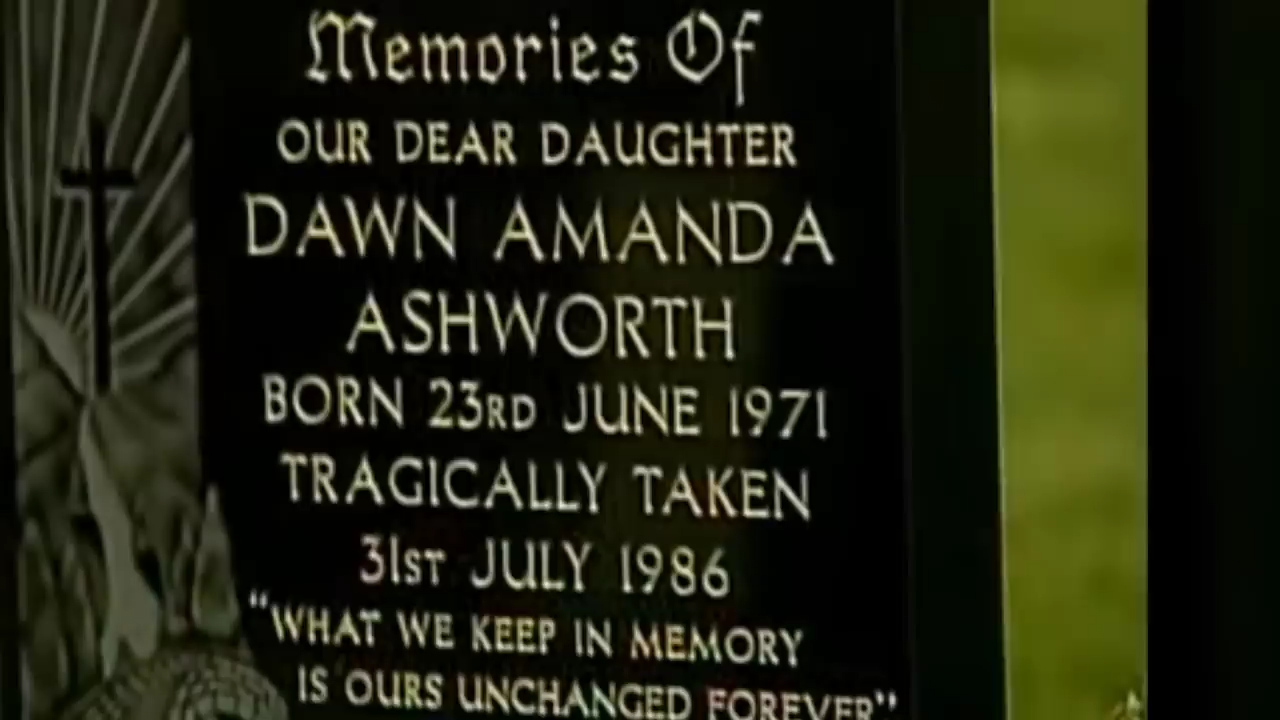 Memories Of
OUR DEAR DAUGHTER
DAWN AMANDA
ASHWORTH
BORN 23RD JUNE 1971
TRAGICALLY TAKEN
31ST JULY 1986
"WHAT WE KEEP IN MEMORY
IS OURS UNCHANGED FOREVER"